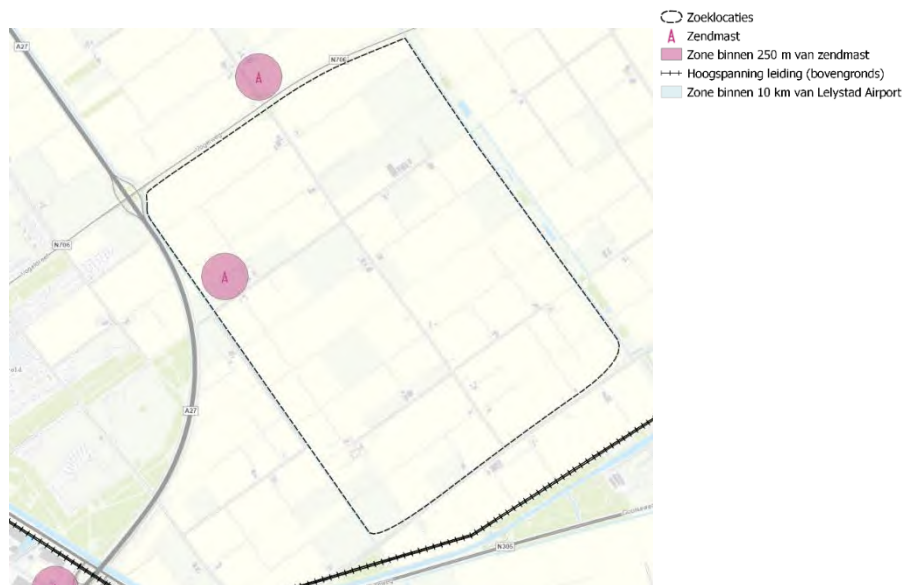 Zoeklocaties
Zendmast
Zone binnen 250 m van zendmast
Hoogspanning leiding (bovengronds)
Zone binnen 10 km van Lelystad Airport
A27
N706
N706
A27
N305